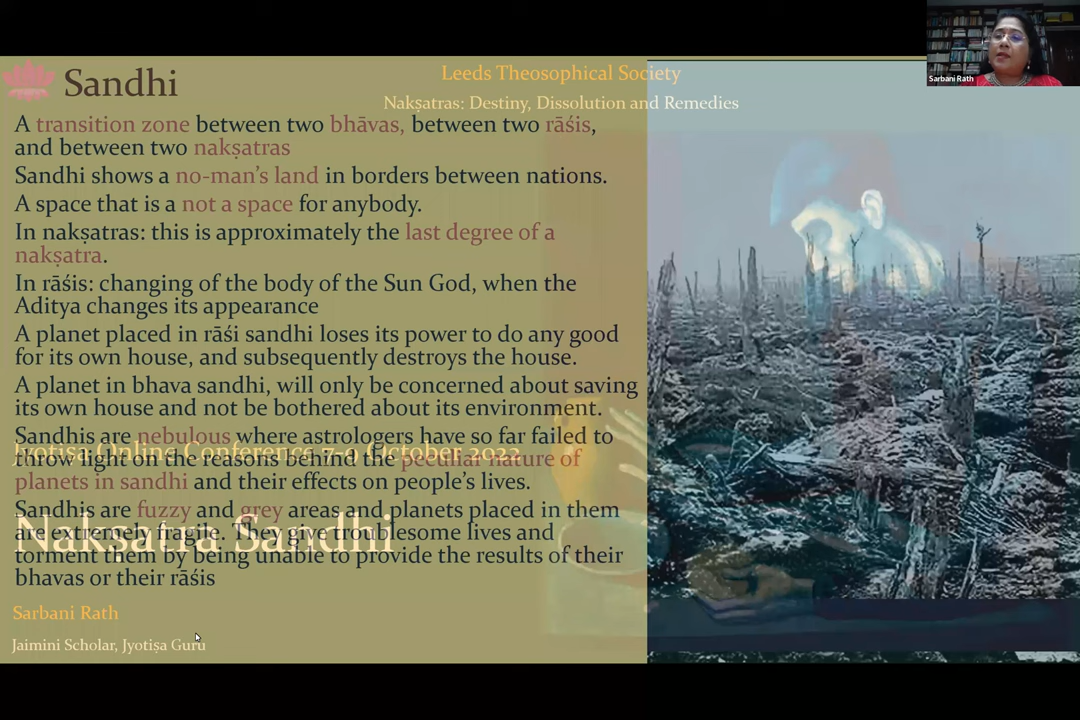 Sarbani Rath
Leeds Theosophical Society
Nakṣatras: Destiny, Dissolution and Remedies
Sandhi
A transition zone between two bhāvas, between two rāśis,
and between two nakṣatras
Sandhi shows a no-man's land in borders between nations.
A space that is a not a space for anybody.
In nakṣatras: this is approximately the last degree of a
nakṣatra.
In rāśis: changing of the body of the Sun God, when the
Aditya changes its appearance
A planet placed in rāśi sandhi loses its power to do any good
for its own house, and subsequently destroys the house.
A planet in bhava sandhi, will only be concerned about saving
its own house and not be bothered about its environment.
Sandhis are nebulous where astrologers have so far failed to
throw light on the reasons behind the peculiar nature of
planets in sandhi and their effects on people's lives.
Sandhis are fuzzy and grey areas and planets placed in them
are extremely fragile. They give troublesome lives and
torment them by being unable to provide the results of their
bhavas or their rāśis
Jyotiṣa Online Conference 7-9 October 2022
Nakṣatra Sandhi
Sarbani Rath
Jaimini Scholar, Jyotiṣa Guru